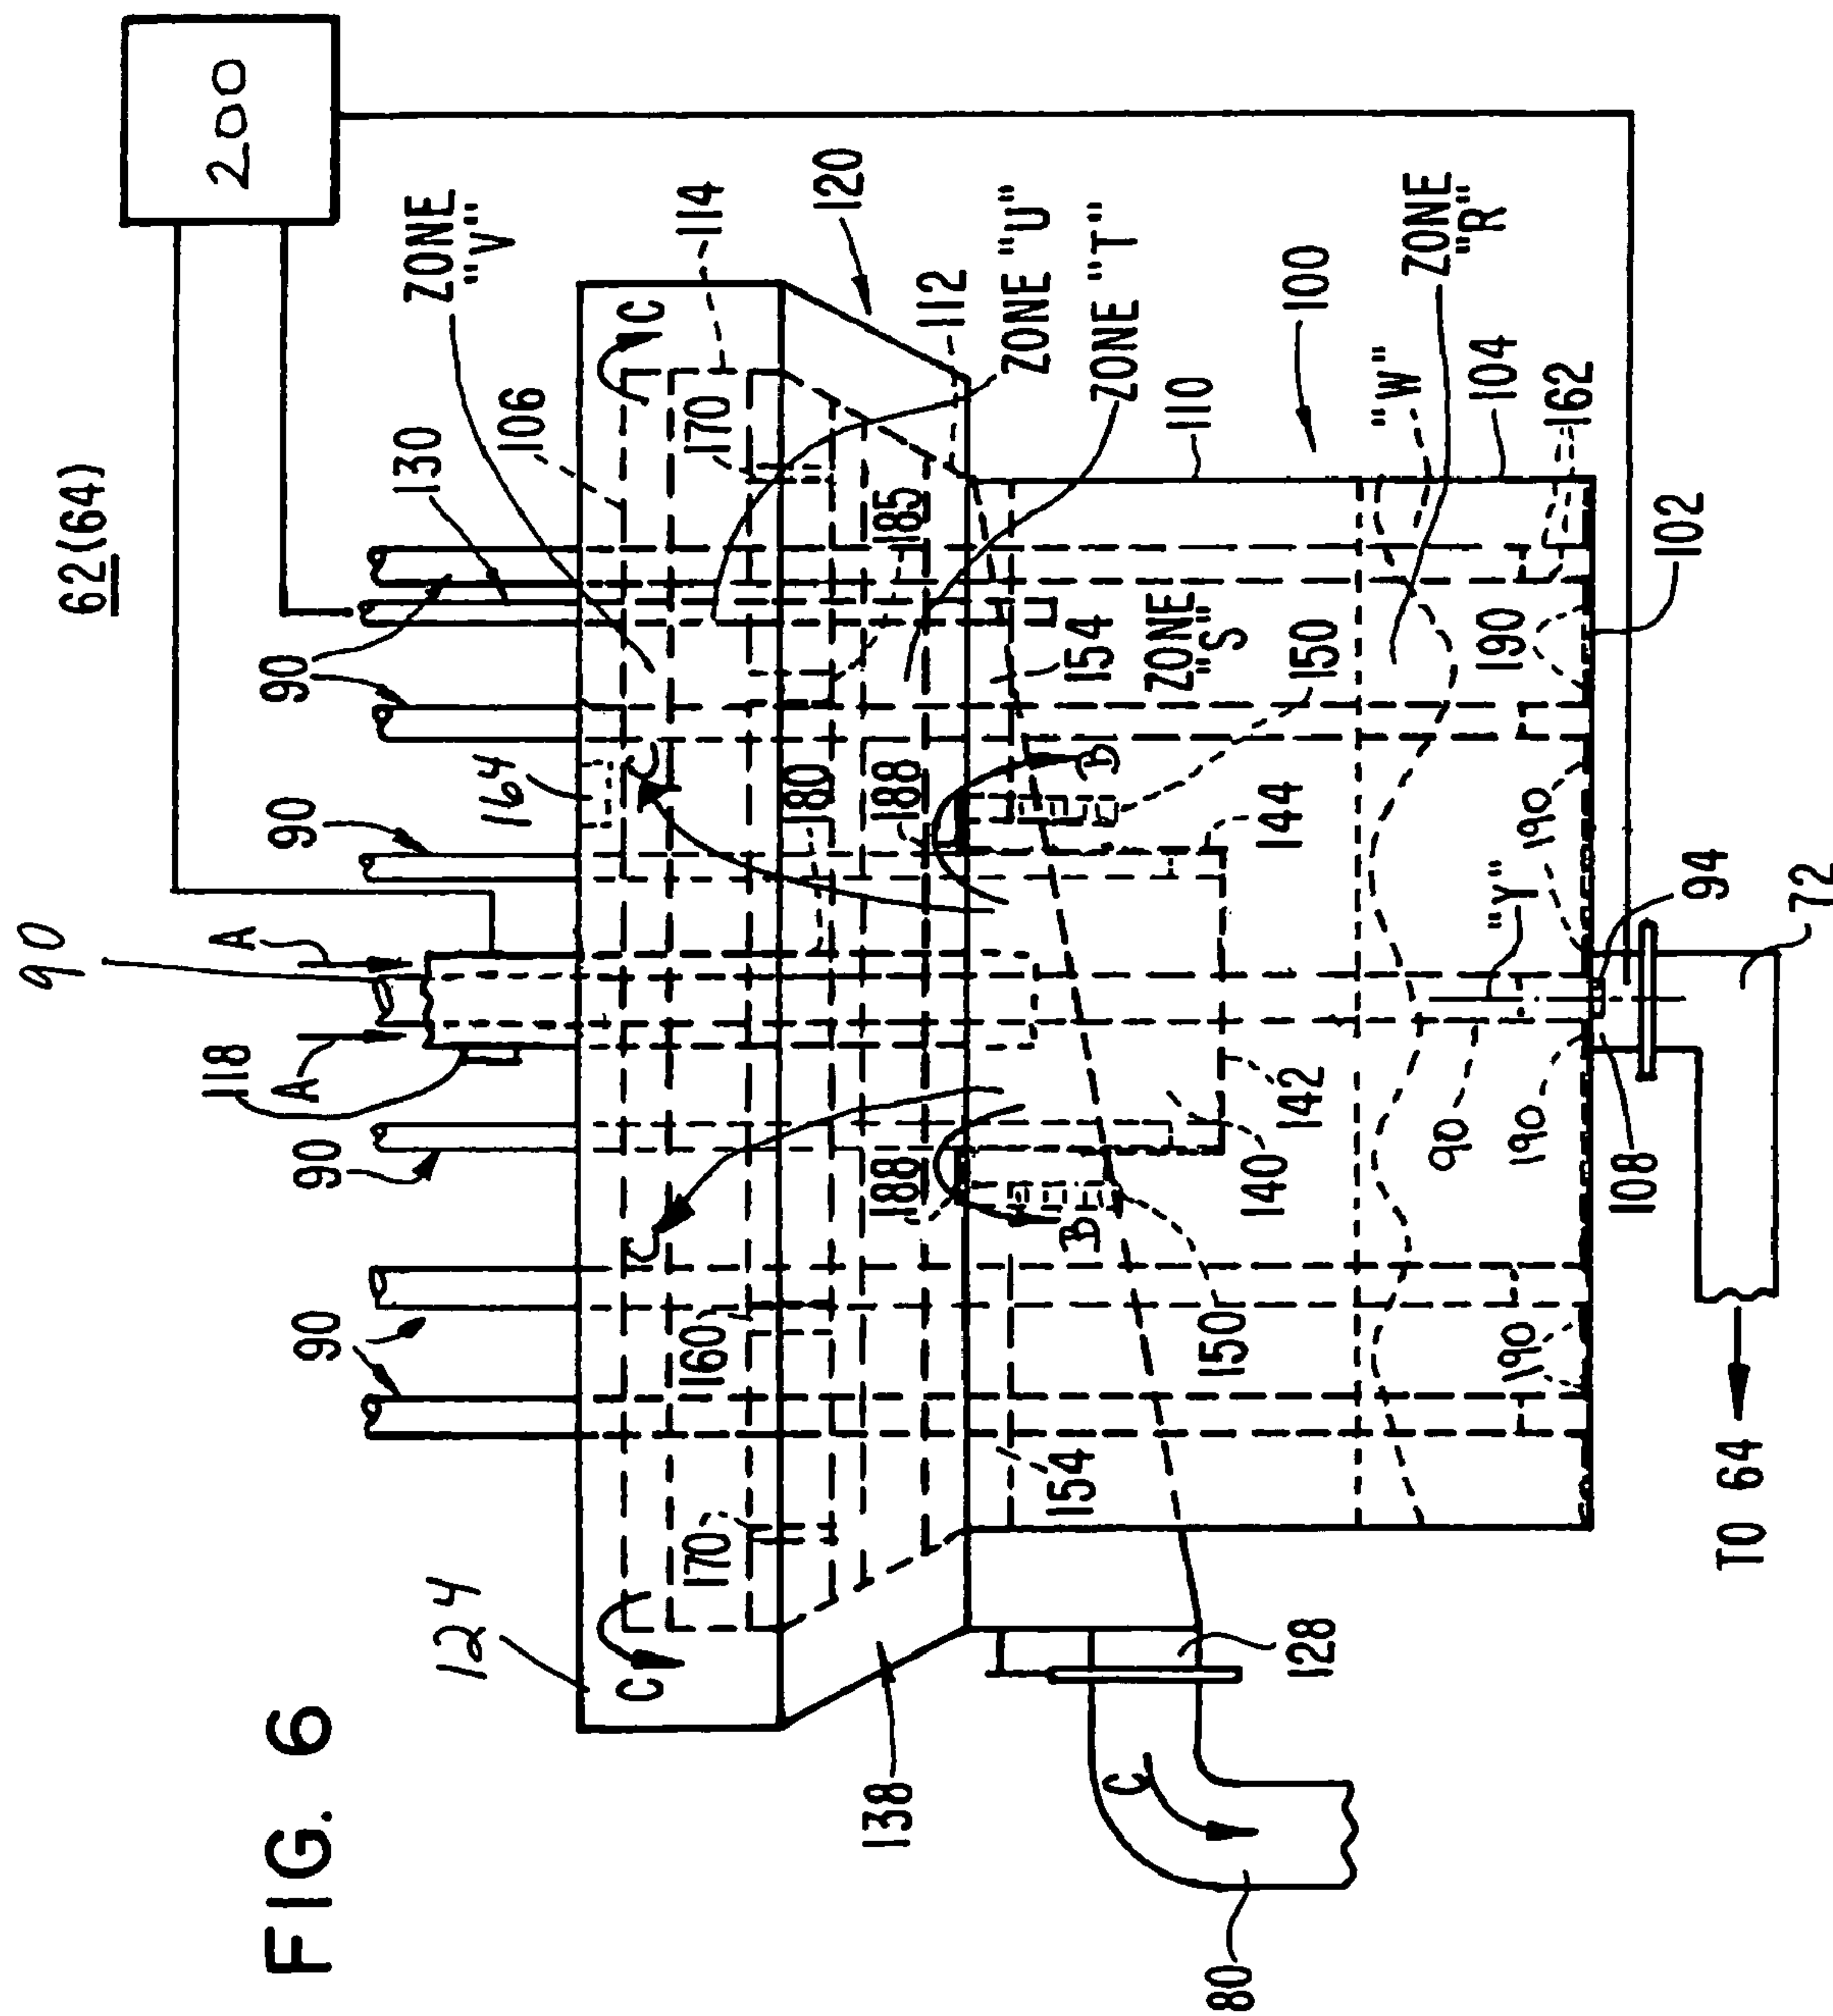 FIG. 6
62(64)
200
90
A
A
118
90
90
90
90
130
106
ZONE
"V"
114
120
112
ZONE "U"
ZONE "T"
110
100
124
C
C
C
C
164
170
170
160
180
185
188
188
138
154
154
ZONE
"S
150
150
B
B
144
142
140
"W"
ZONE
"R"
104
162
102
190
190
190
190
90
"Y"
94
72
108
128
C
80
TO 64